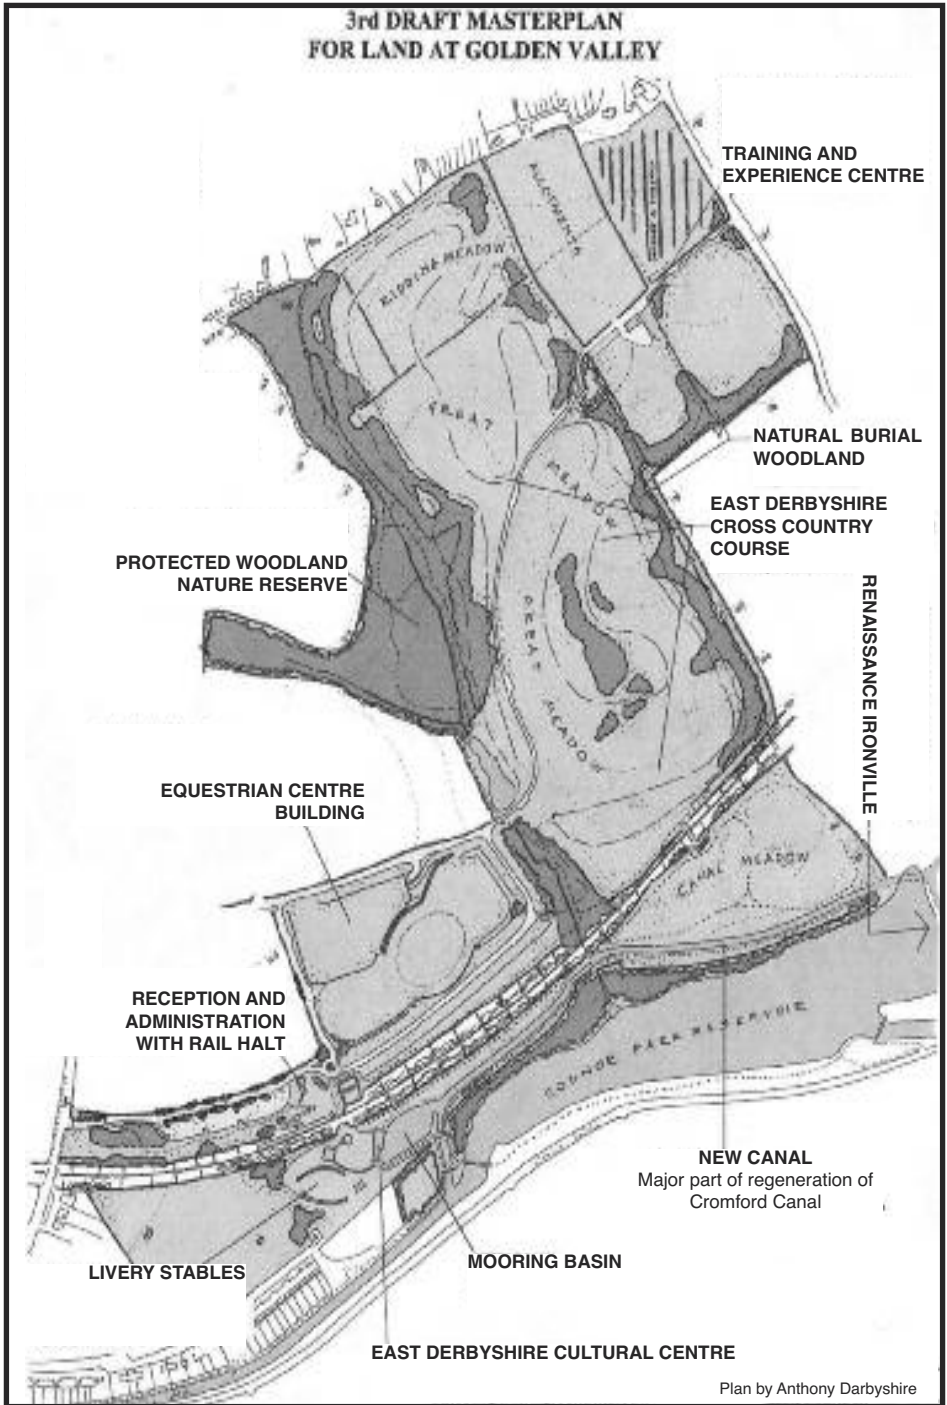 3rd DRAFT MASTERPLAN
FOR LAND AT GOLDEN VALLEY
TRAINING AND
EXPERIENCE CENTRE
ALLOTMENTS
RIDDINGS MEADOW
GREAT
MEADOW
NATURAL BURIAL
WOODLAND
EAST DERBYSHIRE
CROSS COUNTRY
COURSE
PROTECTED WOODLAND
NATURE RESERVE
GREAT MEADOW
RENAISSANCE IRONVILLE
EQUESTRIAN CENTRE
BUILDING
CANAL MEADOW
RECEPTION AND
ADMINISTRATION
WITH RAIL HALT
CODNOR PARK RESERVOIR
NEW CANAL
Major part of regeneration of
Cromford Canal
LIVERY STABLES
MOORING BASIN
EAST DERBYSHIRE CULTURAL CENTRE
Plan by Anthony Darbyshire